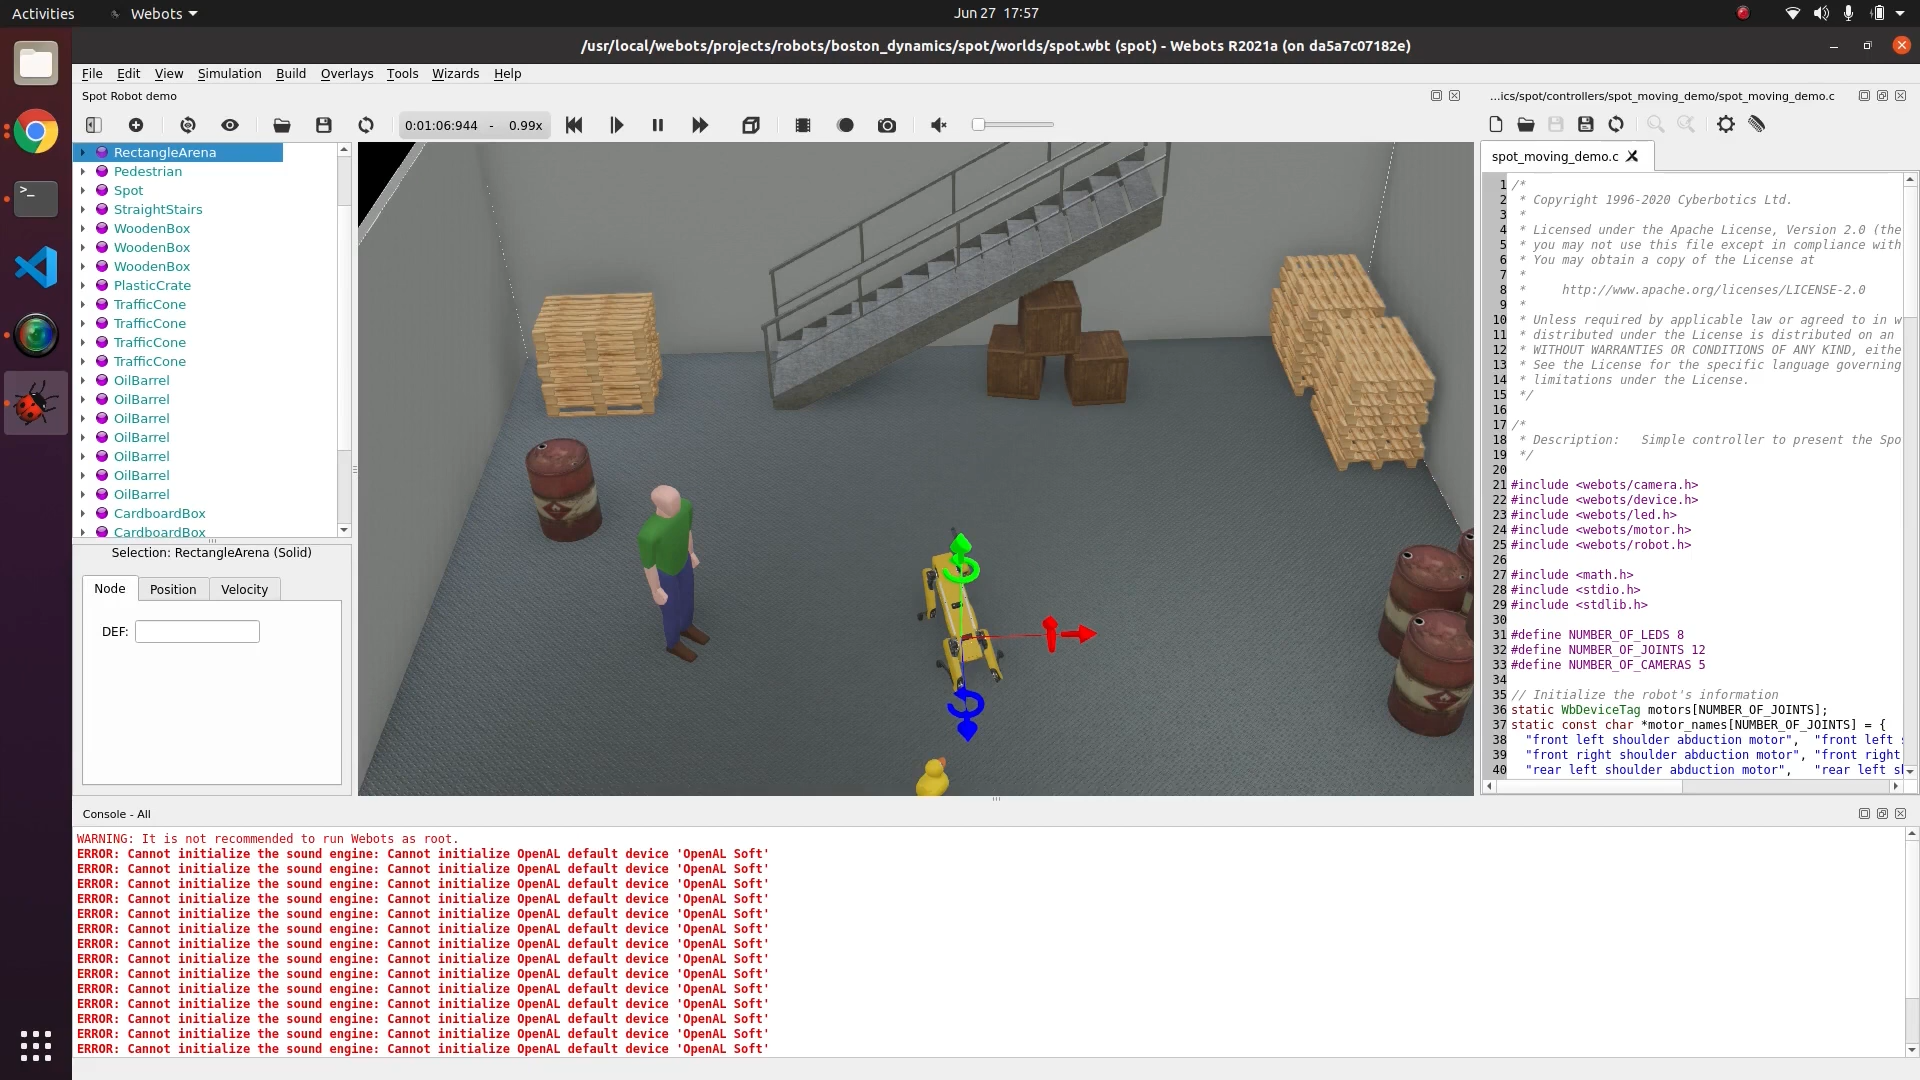 Activities
Webots
Jun 27 17:57
/usr/local/webots/projects/robots/boston_dynamics/spot/worlds/spot.wbt (spot) - Webots R2021a (on da5a7c07182e)
File Edit View Simulation Build Overlays Tools Wizards Help
Spot Robot demo
0:01:06:944 - 0.99x
RectangleArena
Pedestrian
Spot
StraightStairs
WoodenBox
WoodenBox
WoodenBox
PlasticCrate
TrafficCone
TrafficCone
TrafficCone
TrafficCone
OilBarrel
OilBarrel
OilBarrel
OilBarrel
OilBarrel
OilBarrel
OilBarrel
CardboardBox
CardboardBox
Selection: RectangleArena (Solid)
Node Position Velocity
DEF:
...ics/spot/controllers/spot_moving_demo/spot_moving_demo.c
spot_moving_demo.c
1 /*
2 * Copyright 1996-2020 Cyberbotics Ltd.
3 *
4 * Licensed under the Apache License, Version 2.0 (the
5 * you may not use this file except in compliance with
6 * You may obtain a copy of the License at
7 *
8 * http://www.apache.org/licenses/LICENSE-2.0
9 *
10 * Unless required by applicable law or agreed to in w
11 * distributed under the License is distributed on an
12 * WITHOUT WARRANTIES OR CONDITIONS OF ANY KIND, eithe
13 * See the License for the specific language governing
14 * limitations under the License.
15 */
16
17 /*
18 * Description: Simple controller to present the Spo
19 */
20
21 #include <webots/camera.h>
22 #include <webots/device.h>
23 #include <webots/led.h>
24 #include <webots/motor.h>
25 #include <webots/robot.h>
26
27 #include <math.h>
28 #include <stdio.h>
29 #include <stdlib.h>
30
31 #define NUMBER_OF_LEDS 8
32 #define NUMBER_OF_JOINTS 12
33 #define NUMBER_OF_CAMERAS 5
34
35 // Initialize the robot's information
36 static WbDeviceTag motors[NUMBER_OF_JOINTS];
37 static const char *motor_names[NUMBER_OF_JOINTS] = {
38 "front left shoulder abduction motor", "front left s
39 "front right shoulder abduction motor", "front right
40 "rear left shoulder abduction motor", "rear left sh
Console - All
WARNING: It is not recommended to run Webots as root.
ERROR: Cannot initialize the sound engine: Cannot initialize OpenAL default device 'OpenAL Soft'
ERROR: Cannot initialize the sound engine: Cannot initialize OpenAL default device 'OpenAL Soft'
ERROR: Cannot initialize the sound engine: Cannot initialize OpenAL default device 'OpenAL Soft'
ERROR: Cannot initialize the sound engine: Cannot initialize OpenAL default device 'OpenAL Soft'
ERROR: Cannot initialize the sound engine: Cannot initialize OpenAL default device 'OpenAL Soft'
ERROR: Cannot initialize the sound engine: Cannot initialize OpenAL default device 'OpenAL Soft'
ERROR: Cannot initialize the sound engine: Cannot initialize OpenAL default device 'OpenAL Soft'
ERROR: Cannot initialize the sound engine: Cannot initialize OpenAL default device 'OpenAL Soft'
ERROR: Cannot initialize the sound engine: Cannot initialize OpenAL default device 'OpenAL Soft'
ERROR: Cannot initialize the sound engine: Cannot initialize OpenAL default device 'OpenAL Soft'
ERROR: Cannot initialize the sound engine: Cannot initialize OpenAL default device 'OpenAL Soft'
ERROR: Cannot initialize the sound engine: Cannot initialize OpenAL default device 'OpenAL Soft'
ERROR: Cannot initialize the sound engine: Cannot initialize OpenAL default device 'OpenAL Soft'
ERROR: Cannot initialize the sound engine: Cannot initialize OpenAL default device 'OpenAL Soft'